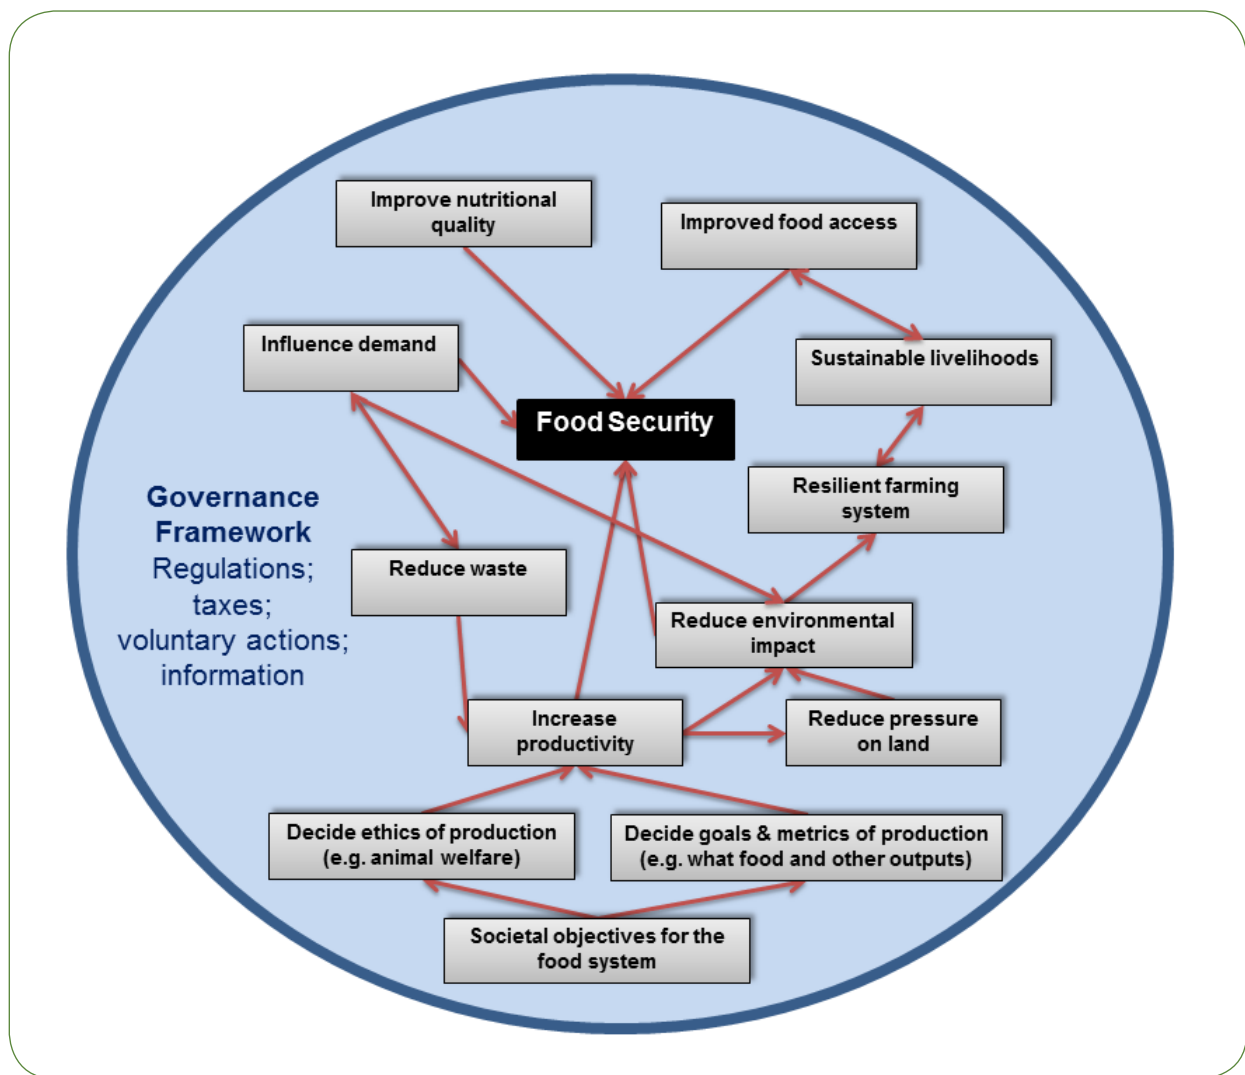 Improve nutritional
quality
Improved food access
Influence demand
Sustainable livelihoods
Food Security
Resilient farming
system
Governance
Framework
Regulations;
taxes;
voluntary actions;
information
Reduce waste
Reduce environmental
impact
Increase
productivity
Reduce pressure
on land
Decide ethics of production
(e.g. animal welfare)
Decide goals & metrics of production
(e.g. what food and other outputs)
Societal objectives for the
food system